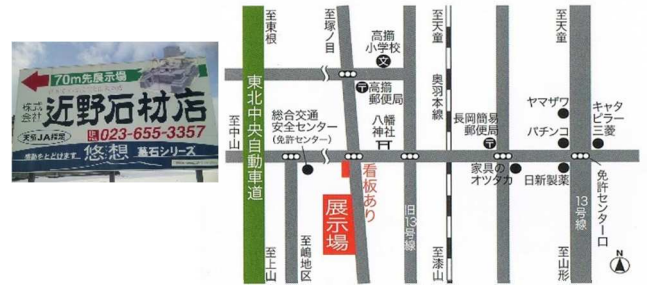 70m先展示場
株式会社
近野石材店
天童JA指定
023-655-3357
悠想 墓石シリーズ
至東根
至塚ノ目
至天童
至天童
高擶小学校
文
高擶郵便局
奥羽本線
東北中央自動車道
至中山
総合交通安全センター
(免許センター)
八幡神社
長岡簡易郵便局
ヤマザワ
パチンコ
キャタピラー三菱
看板あり
展示場
旧13号線
家具のオツタカ
日新製薬
13号線
免許センター口
至上山
至嶋地区
至漆山
至山形
N